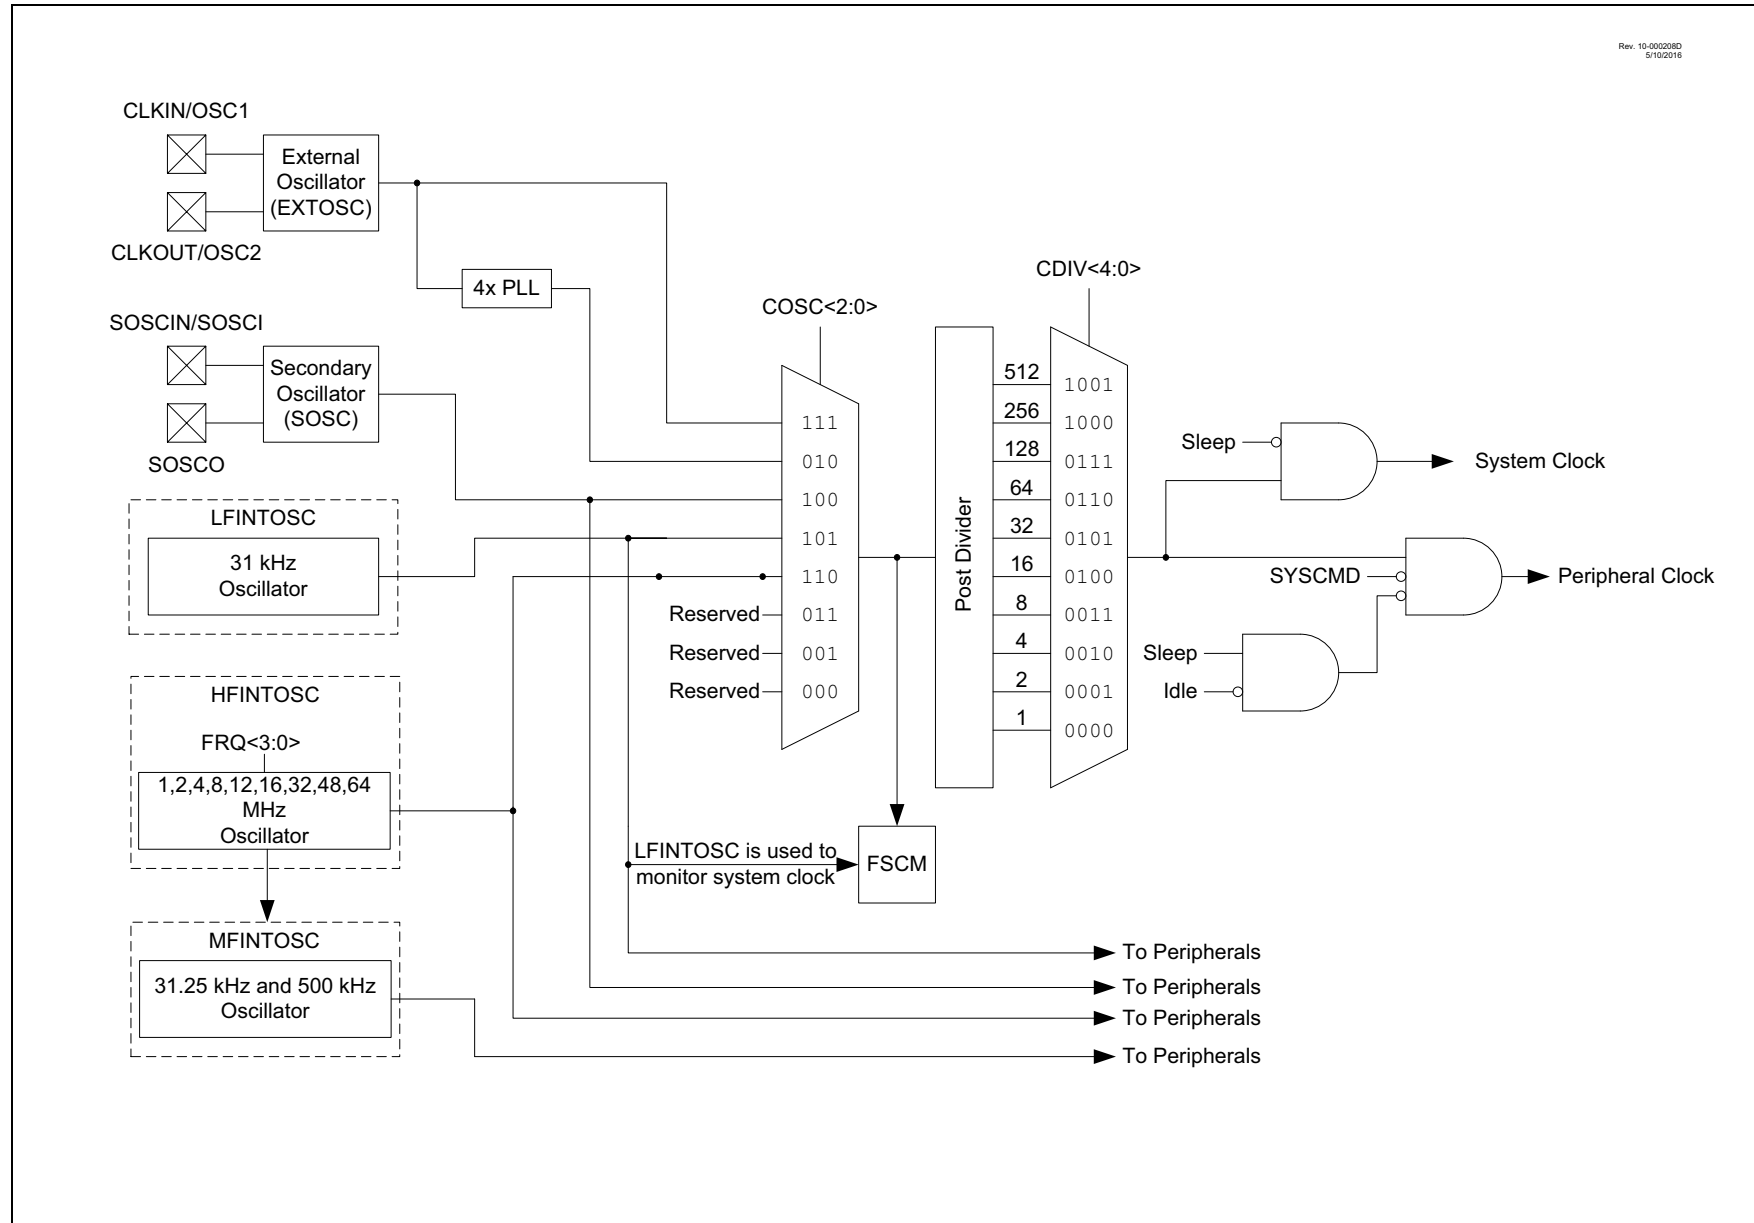 Rev. 10-000208D
5/10/2016
CLKIN/OSC1
External
Oscillator
(EXTOSC)
CLKOUT/OSC2
4x PLL
SOSCIN/SOSCI
Secondary
Oscillator
(SOSC)
SOSCO
LFINTOSC
31 kHz
Oscillator
HFINTOSC
FRQ<3:0>
1,2,4,8,12,16,32,48,64
MHz
Oscillator
MFINTOSC
31.25 kHz and 500 kHz
Oscillator
COSC<2:0>
111
010
100
101
110
Reserved 011
Reserved 001
Reserved 000
LFINTOSC is used to
monitor system clock
FSCM
Post Divider
CDIV<4:0>
512 1001
256 1000
128 0111
64 0110
32 0101
16 0100
8 0011
4 0010
2 0001
1 0000
Sleep
System Clock
SYSCMD
Peripheral Clock
Sleep
Idle
To Peripherals
To Peripherals
To Peripherals
To Peripherals